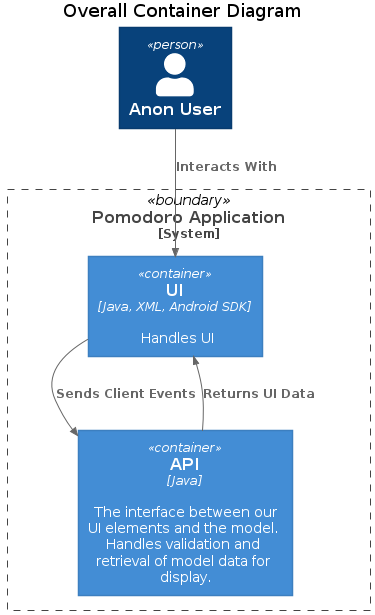 Overall Container Diagram
«person»
Anon User
Interacts With
«boundary»
Pomodoro Application
[System]
«container»
UI
[Java, XML, Android SDK]
Handles UI
Sends Client Events
Returns UI Data
«container»
API
[Java]
The interface between our
UI elements and the model.
Handles validation and
retrieval of model data for
display.